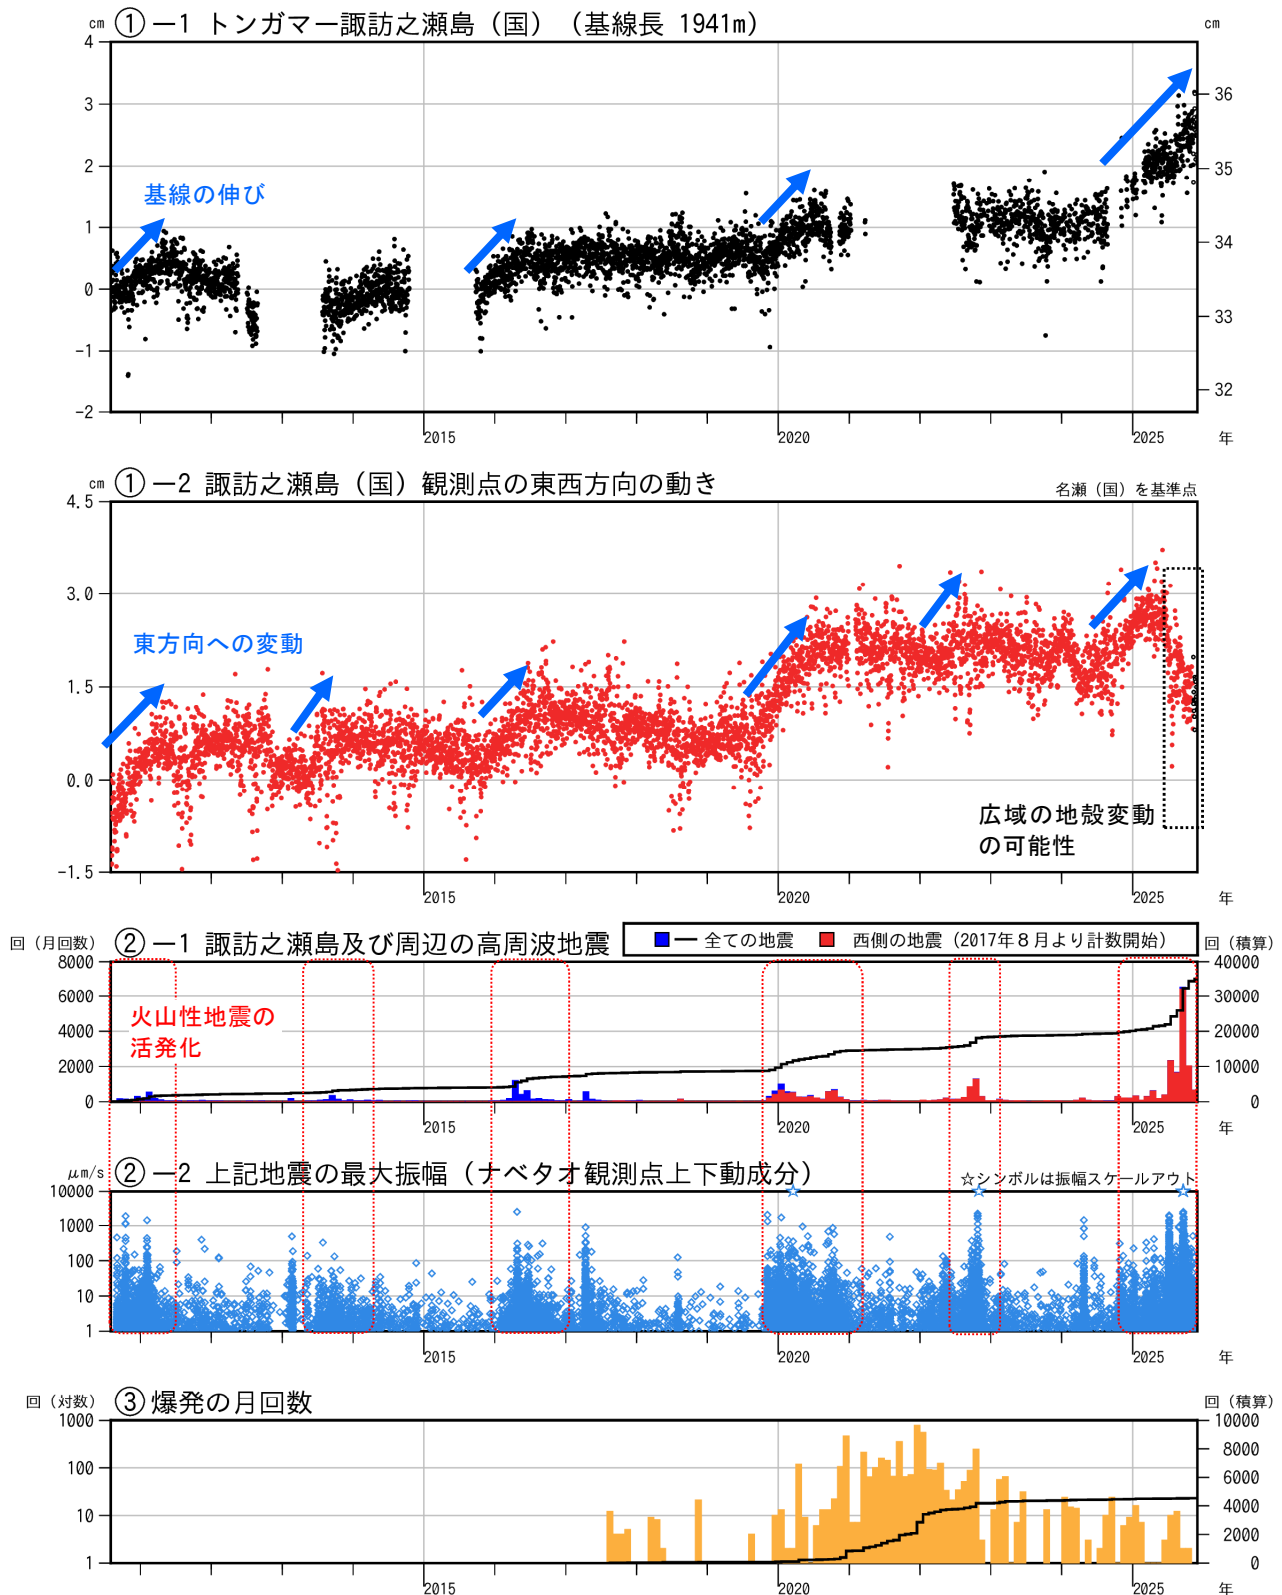 cm ①−1 トンガマー諏訪之瀬島（国）（基線長 1941m） cm
4
3
2
1
0
−1
−2
36
35
34
33
32
基線の伸び
2015 2020 2025 年
cm ①−2 諏訪之瀬島（国）観測点の東西方向の動き 名瀬（国）を基準点
4.5
3.0
1.5
0.0
−1.5
東方向への変動
広域の地殻変動
の可能性
2015 2020 2025 年
回（月回数） ②−1 諏訪之瀬島及び周辺の高周波地震 全ての地震 西側の地震（2017年８月より計数開始） 回（積算）
8000
6000
4000
2000
0
40000
30000
20000
10000
0
火山性地震の
活発化
2015 2020 2025 年
μm/s ②−2 上記地震の最大振幅（ナベタオ観測点上下動成分） ☆シンボルは振幅スケールアウト
10000
1000
100
10
1
2015 2020 2025 年
回（対数） ③爆発の月回数 回（積算）
1000
100
10
1
10000
8000
6000
4000
2000
0
2015 2020 2025 年